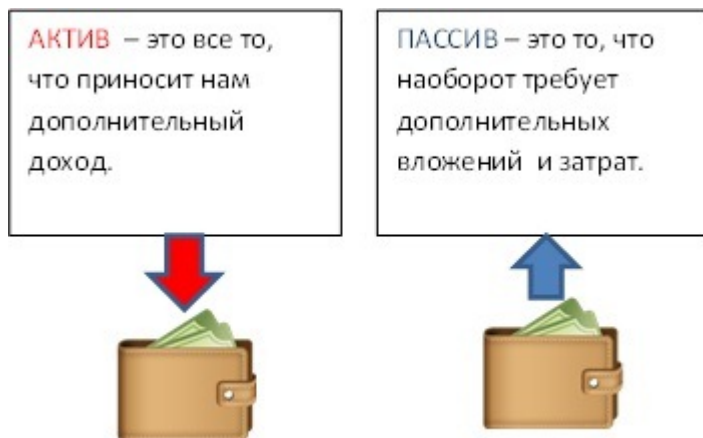 АКТИВ – это все то,
что приносит нам
дополнительный
доход.
ПАССИВ – это то, что
наоборот требует
дополнительных
вложений и затрат.